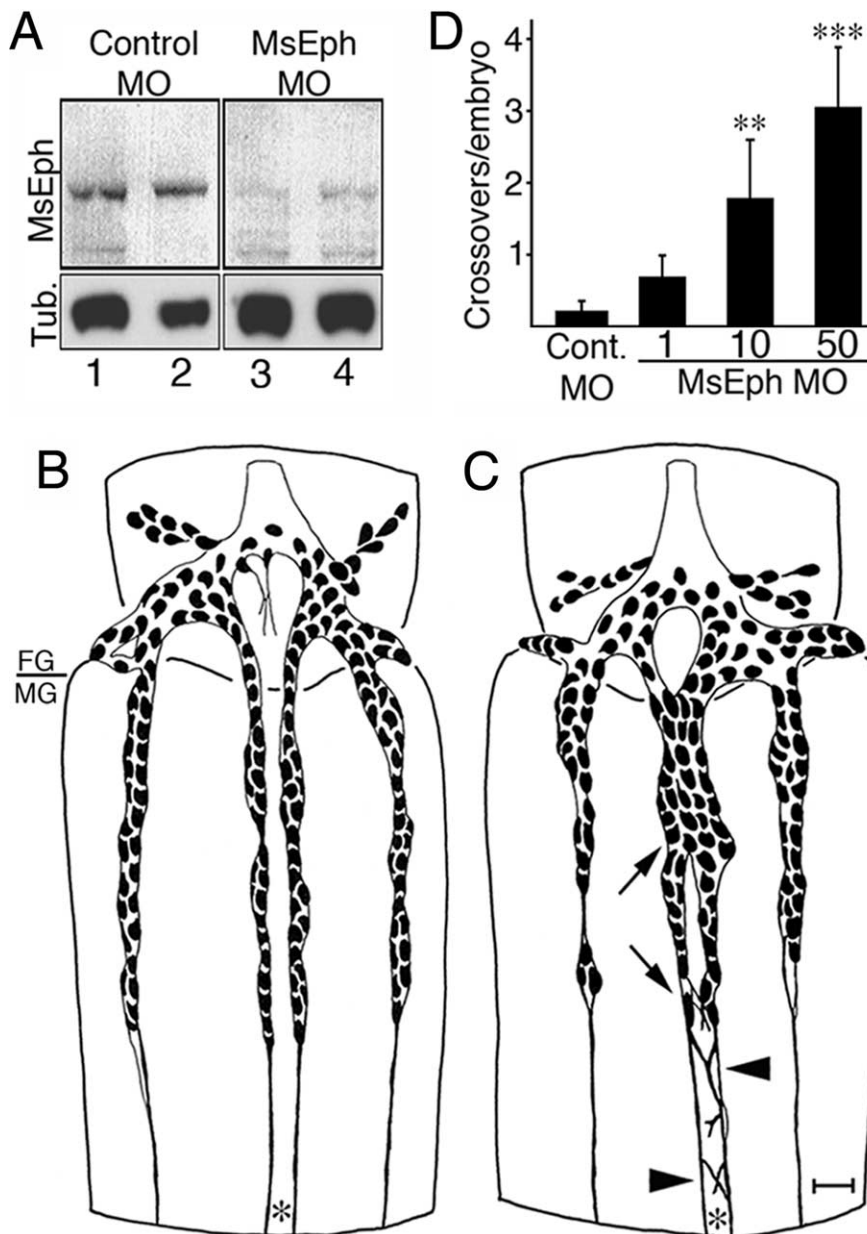 A
Control
MO
MsEph
MO
MsEph
Tub.
1 2 3 4
D
Crossovers/embryo
4
3
2
1
**
***
Cont.
MO
1 10 50
MsEph MO
B
FG
MG
*
C
*